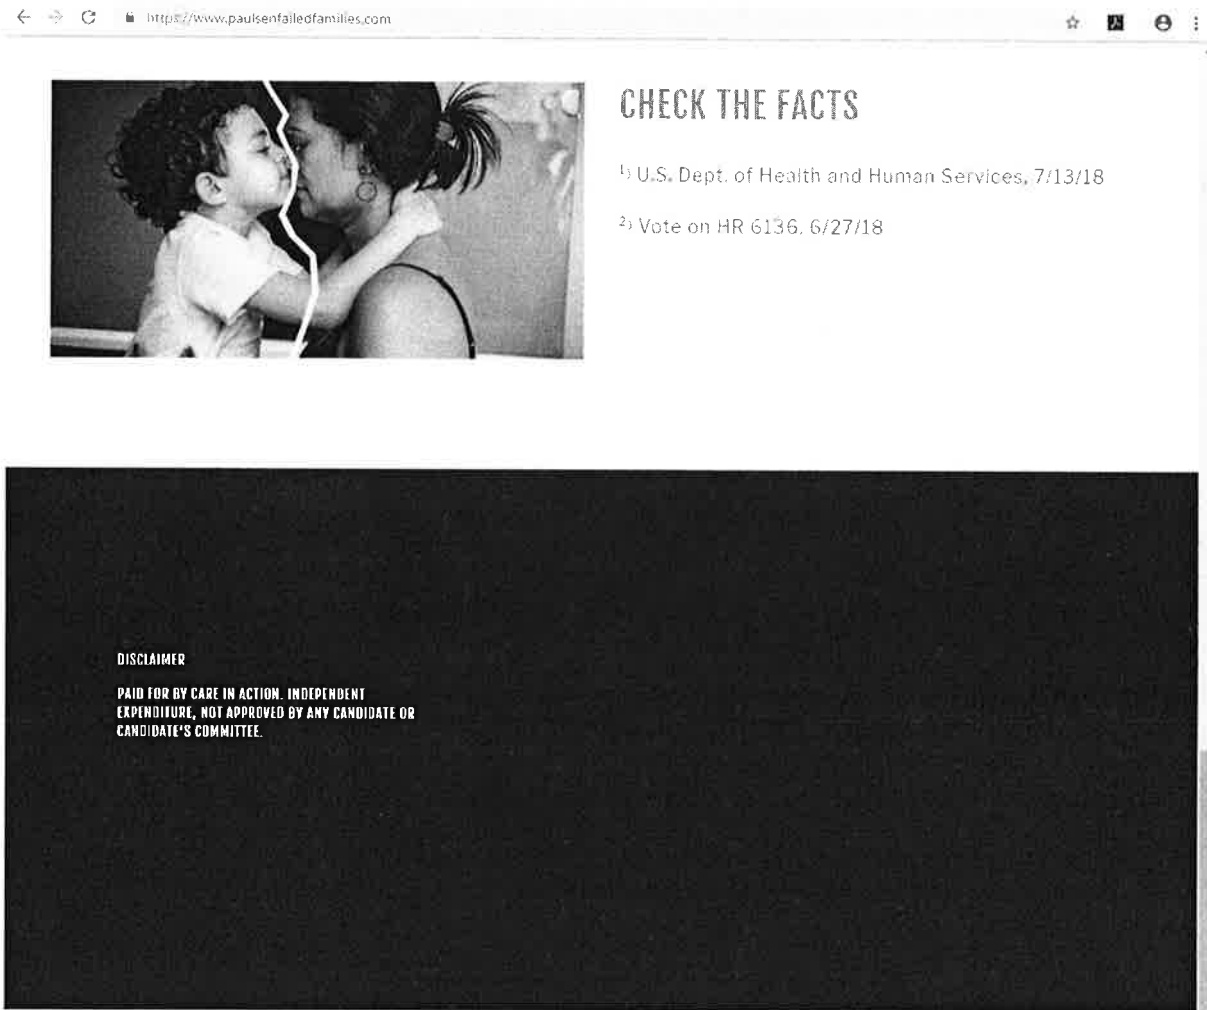 https://www.paulsenfailedfamilies.com
CHECK THE FACTS
1) U.S. Dept. of Health and Human Services, 7/13/18
2) Vote on HR 6136, 6/27/18
DISCLAIMER
PAID FOR BY CARE IN ACTION. INDEPENDENT
EXPENDITURE, NOT APPROVED BY ANY CANDIDATE OR
CANDIDATE'S COMMITTEE.